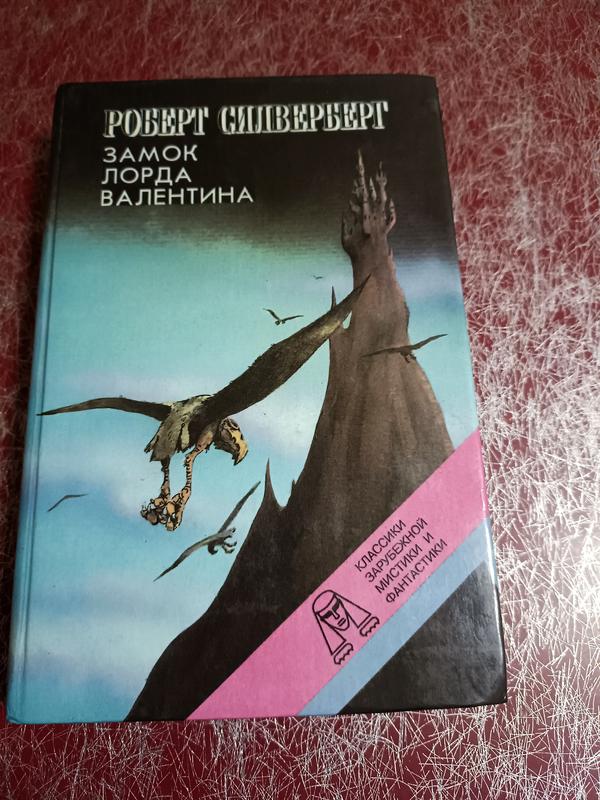 РОБЕРТ СИЛВЕРБЕРГ
ЗАМОК
ЛОРДА
ВАЛЕНТИНА
КЛАССИКИ
ЗАРУБЕЖНОЙ
МИСТИКИ И
ФАНТАСТИКИ